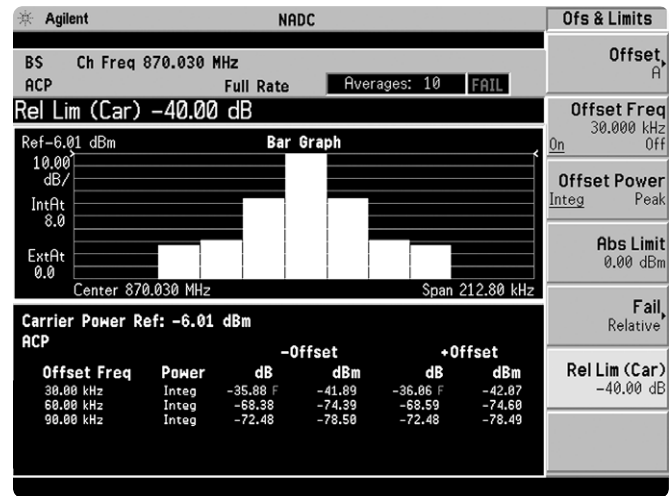 Agilent NADC Ofs & Limits
BS Ch Freq 870.030 MHz
ACP Full Rate Averages: 10 FAIL
Rel Lim (Car) -40.00 dB
Ref-6.01 dBm Bar Graph
10.00
dB/
IntAt
8.0
ExtAt
0.0
Center 870.030 MHz Span 212.80 kHz
Carrier Power Ref: -6.01 dBm
ACP
-Offset +Offset
Offset Freq Power dB dBm dB dBm
30.00 kHz Integ -35.88 F -41.89 -36.06 F -42.07
60.00 kHz Integ -68.38 -74.39 -68.59 -74.60
90.00 kHz Integ -72.48 -78.50 -72.48 -78.49
Offset
A
Offset Freq
30.000 kHz
On Off
Offset Power
Integ Peak
Abs Limit
0.00 dBm
Fail
Relative
Rel Lim (Car)
-40.00 dB